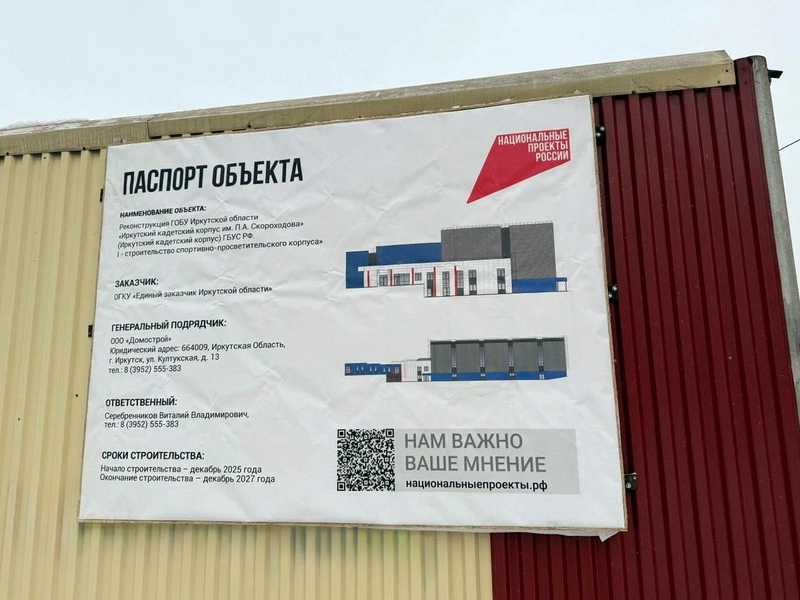 ПАСПОРТ ОБЪЕКТА
НАЦИОНАЛЬНЫЕ
ПРОЕКТЫ
РОССИИ
НАИМЕНОВАНИЕ ОБЪЕКТА:
Реконструкция ГОБУ Иркутской области
«Иркутский кадетский корпус им. П.А. Скороходова»
(Иркутский кадетский корпус) ГБУС РФ.
I - строительство спортивно-просветительского корпуса»
ЗАКАЗЧИК:
ОГКУ «Единый заказчик Иркутской области»
ГЕНЕРАЛЬНЫЙ ПОДРЯДЧИК:
ООО «Домострой»
Юридический адрес: 664009, Иркутская Область,
г. Иркутск, ул. Култукская, д. 13
тел.: 8 (3952) 555-383
ОТВЕТСТВЕННЫЙ:
Серебренников Виталий Владимирович,
тел.: 8 (3952) 555-383
СРОКИ СТРОИТЕЛЬСТВА:
Начало строительства – декабрь 2025 года
Окончание строительства – декабрь 2027 года
НАМ ВАЖНО
ВАШЕ МНЕНИЕ
национальныепроекты.рф